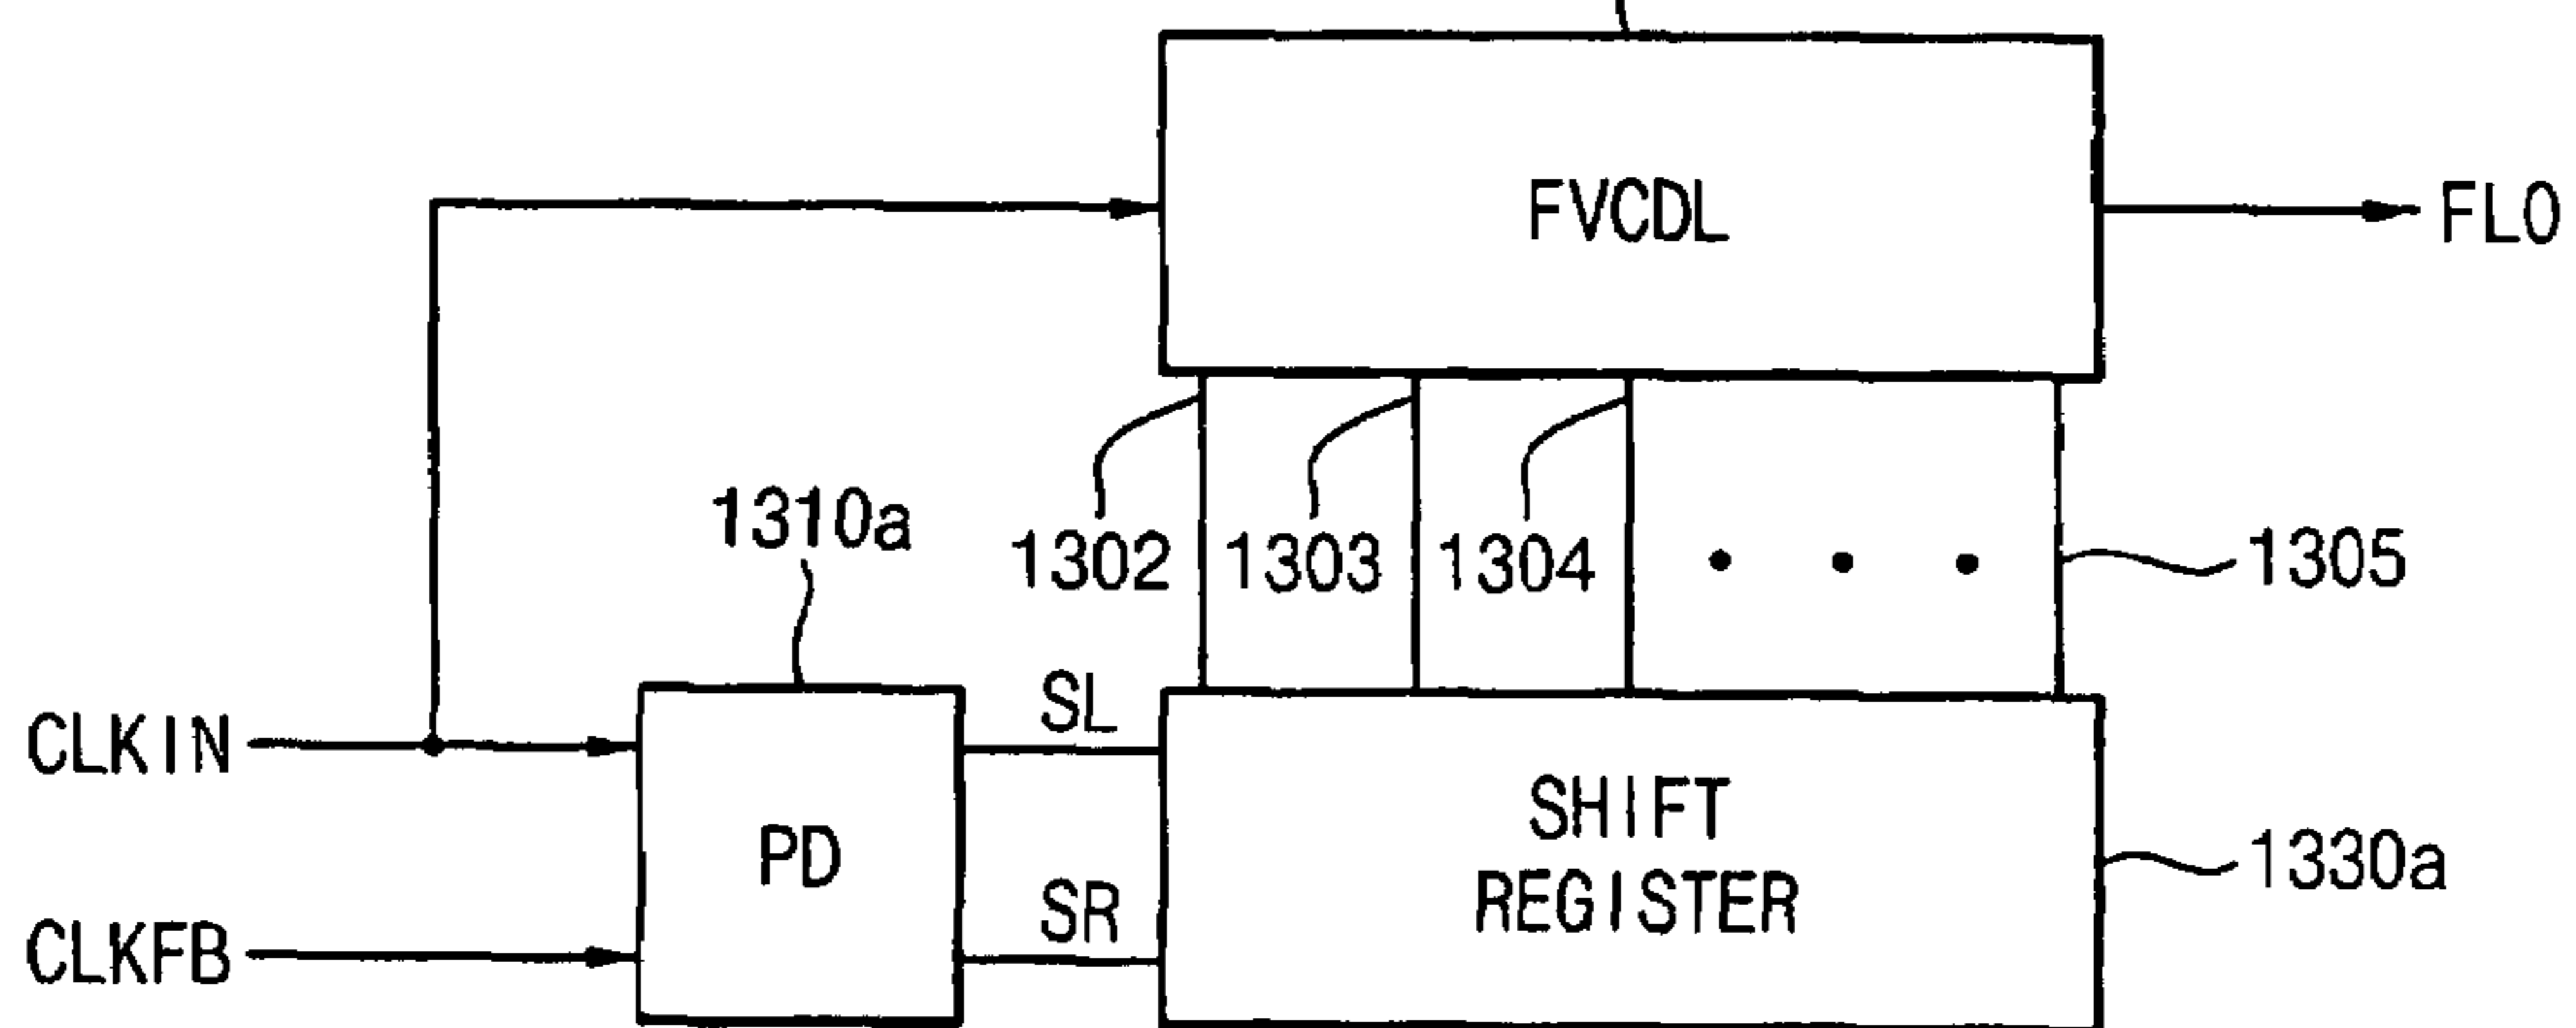 FVCDL
FLO
1310a
1302
1303
1304
1305
SL
CLKIN
SHIFT
REGISTER
PD
1330a
SR
CLKFB